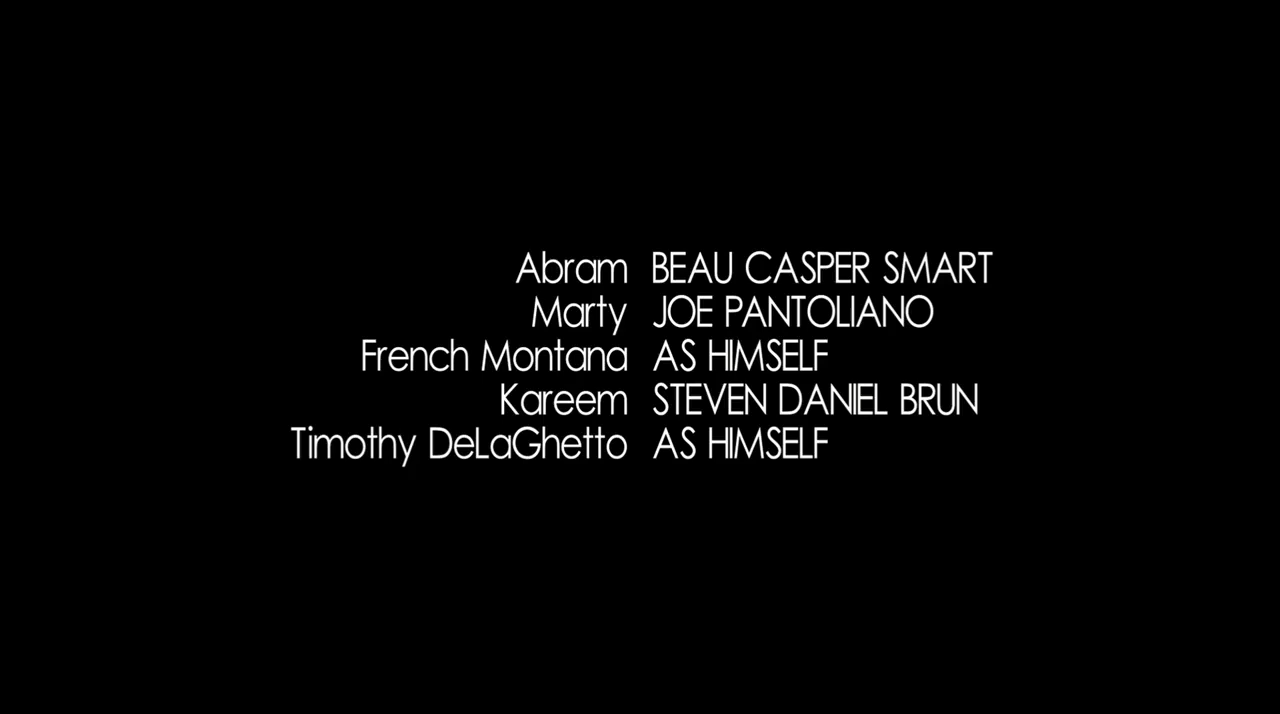 Abram BEAU CASPER SMART
Marty JOE PANTOLIANO
French Montana AS HIMSELF
Kareem STEVEN DANIEL BRUN
Timothy DeLaGhetto AS HIMSELF